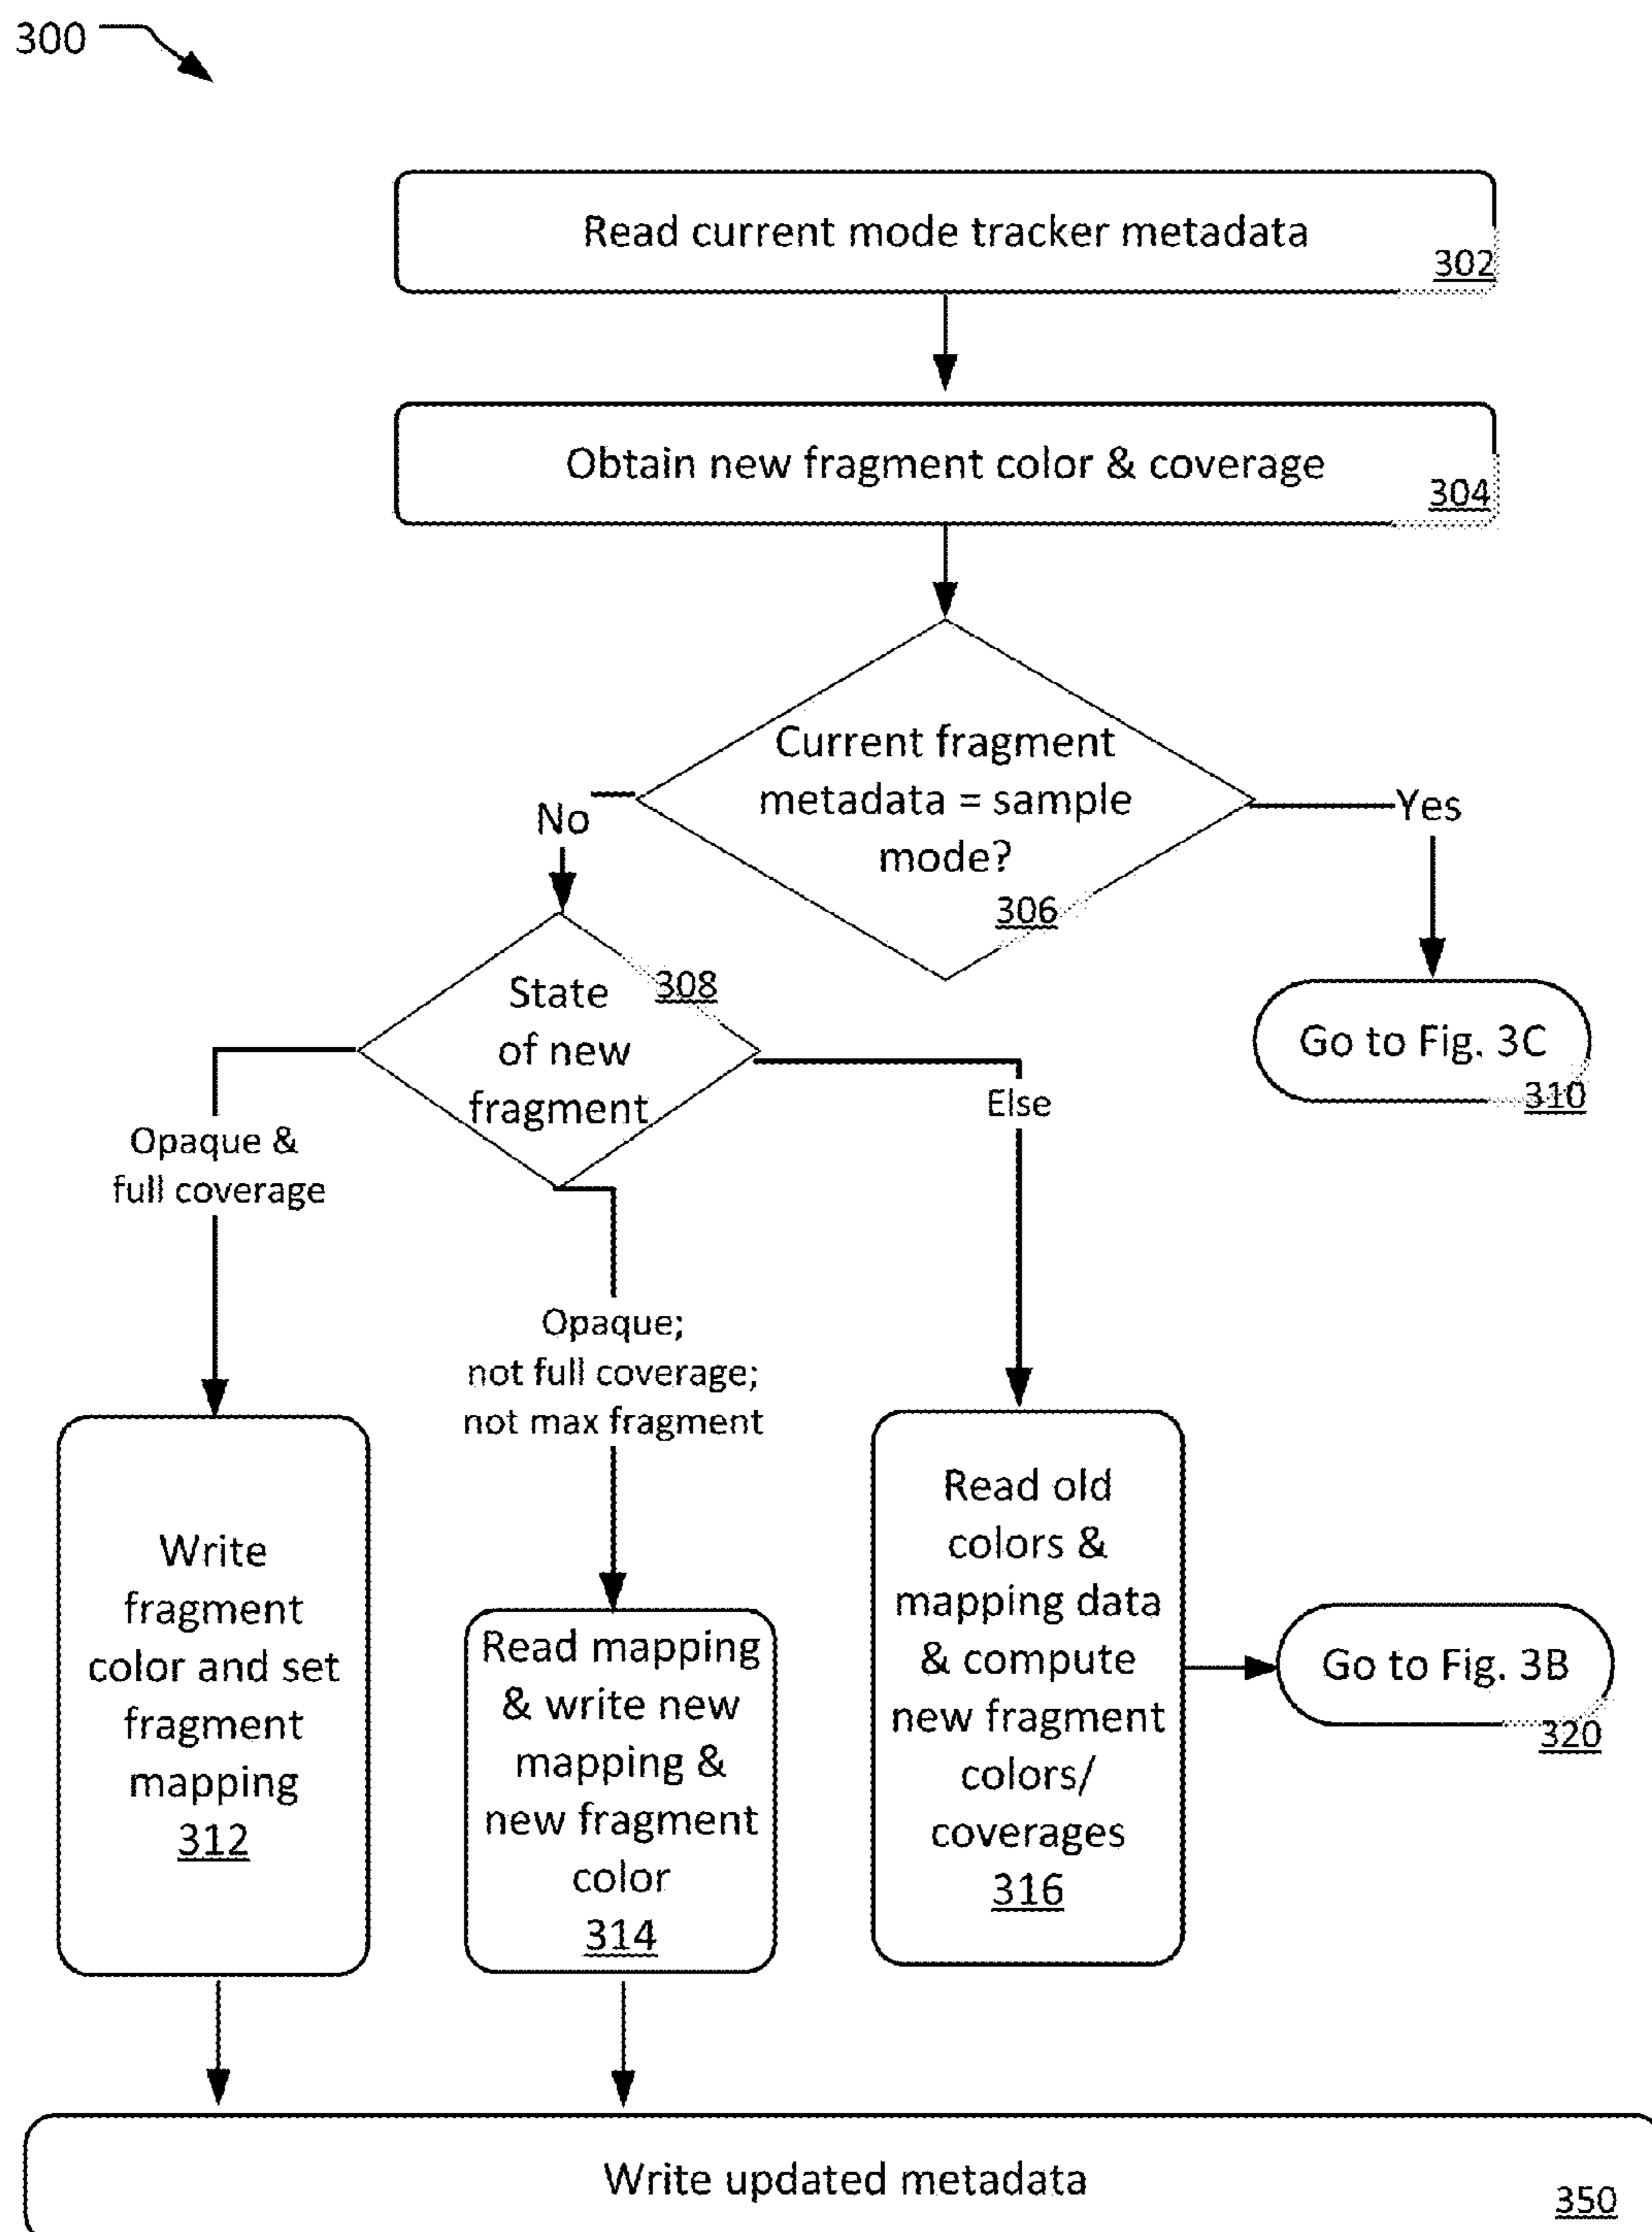 300
Read current mode tracker metadata
302
Obtain new fragment color & coverage
304
Current fragment
metadata = sample
mode?
306
No
Yes
State
of new
fragment
308
Go to Fig. 3C
310
Opaque &
full coverage
Opaque;
not full coverage;
not max fragment
Else
Write
fragment
color and set
fragment
mapping
312
Read mapping
& write new
mapping &
new fragment
color
314
Read old
colors &
mapping data
& compute
new fragment
colors/
coverages
316
Go to Fig. 3B
320
Write updated metadata
350